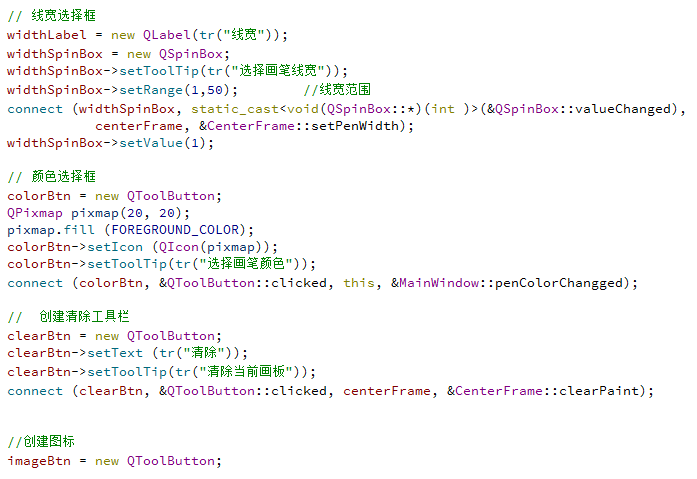 // 线宽选择框
widthLabel = new QLabel(tr("线宽"));
widthSpinBox = new QSpinBox;
widthSpinBox->setToolTip(tr("选择画笔线宽"));
widthSpinBox->setRange(1,50);        //线宽范围
connect (widthSpinBox, static_cast<void(QSpinBox::*)(int )>(&QSpinBox::valueChanged),
           centerFrame, &CenterFrame::setPenWidth);
widthSpinBox->setValue(1);
// 颜色选择框
colorBtn = new QToolButton;
QPixmap pixmap(20, 20);
pixmap.fill (FOREGROUND_COLOR);
colorBtn->setIcon (QIcon(pixmap));
colorBtn->setToolTip(tr("选择画笔颜色"));
connect (colorBtn, &QToolButton::clicked, this, &MainWindow::penColorChangged);
//  创建清除工具栏
clearBtn = new QToolButton;
clearBtn->setText (tr("清除"));
clearBtn->setToolTip(tr("清除当前画板"));
connect (clearBtn, &QToolButton::clicked, centerFrame, &CenterFrame::clearPaint);
//创建图标
imageBtn = new QToolButton;